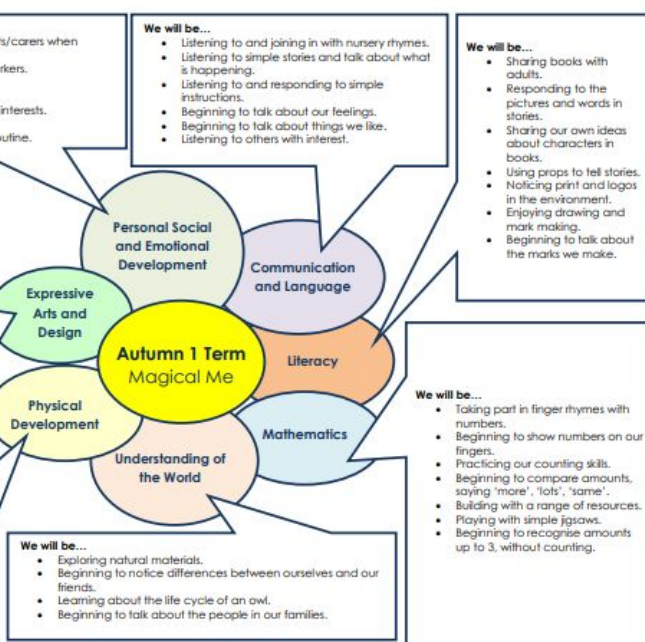 s/carers when
rkers.
interests.
utine.
We will be...
• Listening to and joining in with nursery rhymes.
• Listening to simple stories and talk about what
is happening.
• Listening to and responding to simple
instructions.
• Beginning to talk about our feelings.
• Beginning to talk about things we like.
• Listening to others with interest.
We will be...
• Sharing books with
adults.
• Responding to the
pictures and words in
stories.
• Sharing our own ideas
about characters in
books.
• Using props to tell stories.
• Noticing print and logos
in the environment.
• Enjoying drawing and
mark making.
• Beginning to talk about
the marks we make.
Personal Social
and Emotional
Development
Communication
and Language
Expressive
Arts and
Design
Autumn 1 Term
Magical Me
Literacy
Physical
Development
Mathematics
Understanding of
the World
We will be...
• Taking part in finger rhymes with
numbers.
• Beginning to show numbers on our
fingers.
• Practicing our counting skills.
• Beginning to compare amounts,
saying 'more', 'lots', 'same'.
• Building with a range of resources.
• Playing with simple jigsaws.
• Beginning to recognise amounts
up to 3, without counting.
We will be...
• Exploring natural materials.
• Beginning to notice differences between ourselves and our
friends.
• Learning about the life cycle of an owl.
• Beginning to talk about the people in our families.